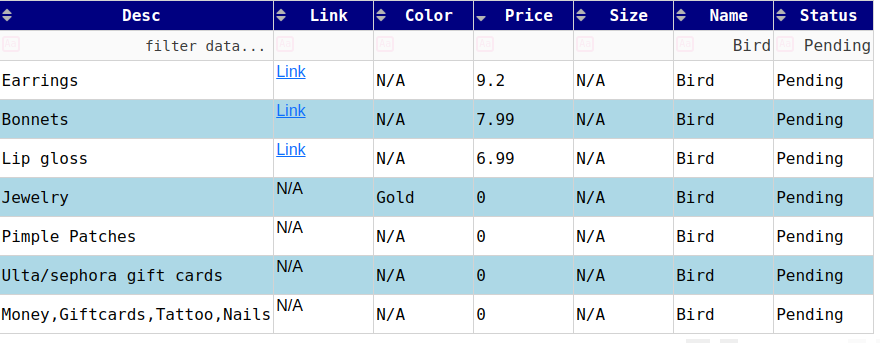 Desc Link Color Price Size Name Status
filter data... Bird Pending
Earrings Link N/A 9.2 N/A Bird Pending
Bonnets Link N/A 7.99 N/A Bird Pending
Lip gloss Link N/A 6.99 N/A Bird Pending
Jewelry N/A Gold 0 N/A Bird Pending
Pimple Patches N/A N/A 0 N/A Bird Pending
Ulta/sephora gift cards N/A N/A 0 N/A Bird Pending
Money,Giftcards,Tattoo,Nails N/A N/A 0 N/A Bird Pending